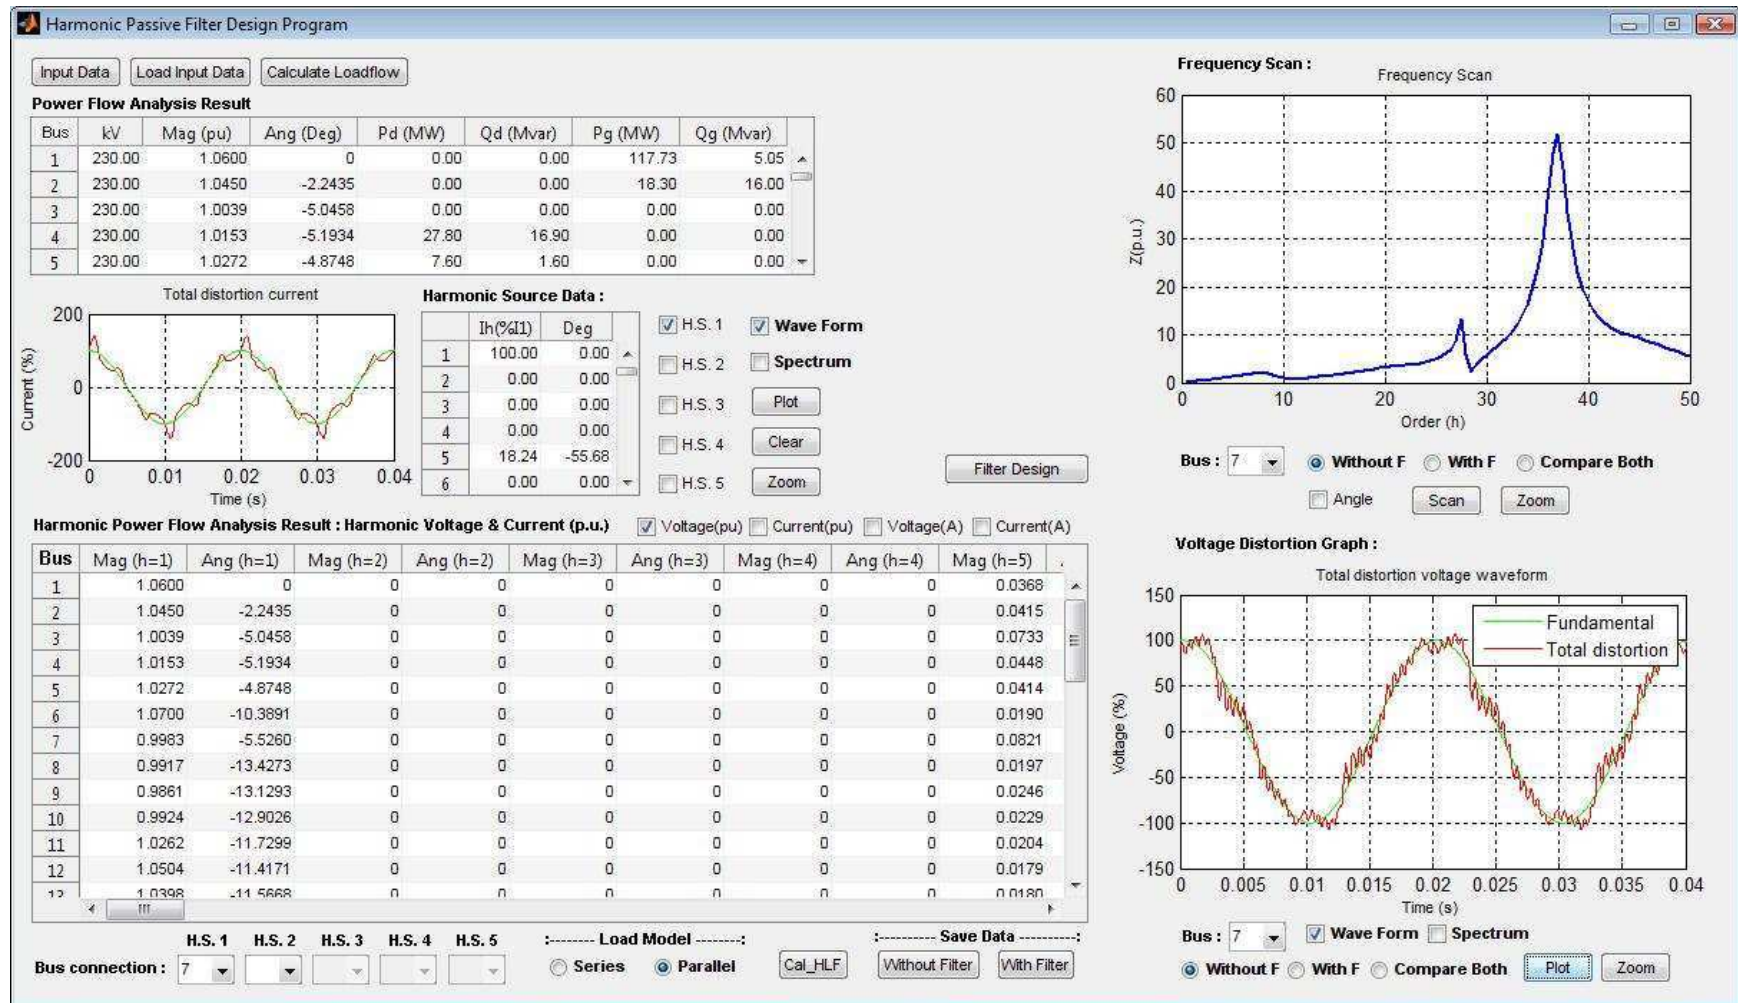 Harmonic Passive Filter Design Program
Input Data Load Input Data Calculate Loadflow
Power Flow Analysis Result
Bus kV Mag (pu) Ang (Deg) Pd (MW) Qd (Mvar) Pg (MW) Qg (Mvar)
1 230.00 1.0600 0 0.00 0.00 117.73 5.05
2 230.00 1.0450 -2.2435 0.00 0.00 18.30 16.00
3 230.00 1.0039 -5.0458 0.00 0.00 0.00 0.00
4 230.00 1.0153 -5.1934 27.80 16.90 0.00 0.00
5 230.00 1.0272 -4.8748 7.60 1.60 0.00 0.00
Total distortion current
200
0
-200
Current (%)
0 0.01 0.02 0.03 0.04
Time (s)
Harmonic Source Data :
Ih(%I1) Deg
1 100.00 0.00
2 0.00 0.00
3 0.00 0.00
4 0.00 0.00
5 18.24 -55.68
6 0.00 0.00
H.S. 1
H.S. 2
H.S. 3
H.S. 4
H.S. 5
Wave Form
Spectrum
Plot
Clear
Zoom
Filter Design
Frequency Scan :
Frequency Scan
60
50
40
30
20
10
0
Z(p.u.)
0 10 20 30 40 50
Order (h)
Bus : 7 Without F With F Compare Both
Angle Scan Zoom
Harmonic Power Flow Analysis Result : Harmonic Voltage & Current (p.u.) Voltage(pu) Current(pu) Voltage(A) Current(A)
Bus Mag (h=1) Ang (h=1) Mag (h=2) Ang (h=2) Mag (h=3) Ang (h=3) Mag (h=4) Ang (h=4) Mag (h=5)
1 1.0600 0 0 0 0 0 0 0 0.0368
2 1.0450 -2.2435 0 0 0 0 0 0 0.0415
3 1.0039 -5.0458 0 0 0 0 0 0 0.0733
4 1.0153 -5.1934 0 0 0 0 0 0 0.0448
5 1.0272 -4.8748 0 0 0 0 0 0 0.0414
6 1.0700 -10.3891 0 0 0 0 0 0 0.0190
7 0.9983 -5.5260 0 0 0 0 0 0 0.0821
8 0.9917 -13.4273 0 0 0 0 0 0 0.0197
9 0.9861 -13.1293 0 0 0 0 0 0 0.0246
10 0.9924 -12.9026 0 0 0 0 0 0 0.0229
11 1.0262 -11.7299 0 0 0 0 0 0 0.0204
12 1.0504 -11.4171 0 0 0 0 0 0 0.0179
13 1.0398 -11.5668 0 0 0 0 0 0 0.0180
H.S. 1 H.S. 2 H.S. 3 H.S. 4 H.S. 5
Bus connection : 7
:-------- Load Model --------:
Series Parallel
Cal_HLF
:---------- Save Data ----------:
Without Filter With Filter
Voltage Distortion Graph :
Total distortion voltage waveform
150
100
50
0
-50
-100
-150
Voltage (%)
Fundamental
Total distortion
0 0.005 0.01 0.015 0.02 0.025 0.03 0.035 0.04
Time (s)
Bus : 7 Wave Form Spectrum
Without F With F Compare Both Plot Zoom